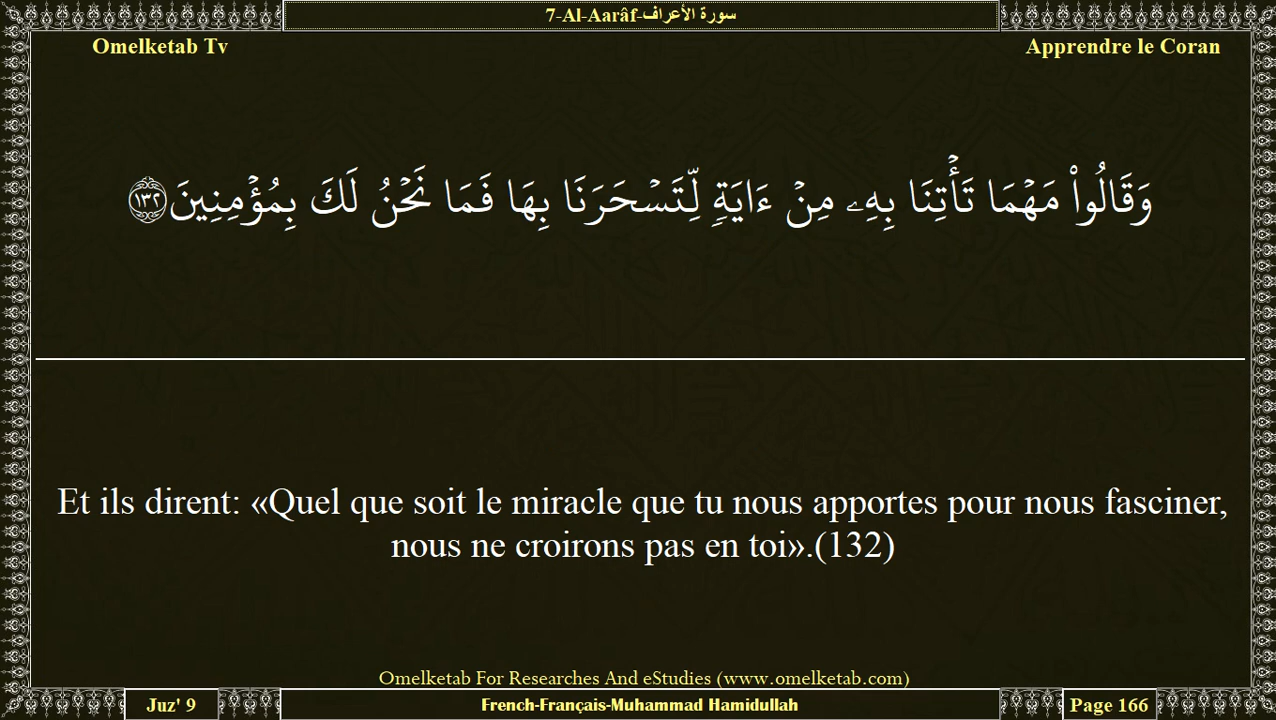 7-Al-Aarâf-سورة الأعراف
Omelketab Tv
Apprendre le Coran
وَقَالُواْ مَهۡمَا تَأۡتِنَا بِهِۦ مِنۡ ءَايَةٖ لِّتَسۡحَرَنَا بِهَا فَمَا نَحۡنُ لَكَ بِمُؤۡمِنِينَ ١٣٢
Et ils dirent: «Quel que soit le miracle que tu nous apportes pour nous fasciner,
nous ne croirons pas en toi».(132)
Omelketab For Researches And eStudies (www.omelketab.com)
Juz' 9
French-Français-Muhammad Hamidullah
Page 166